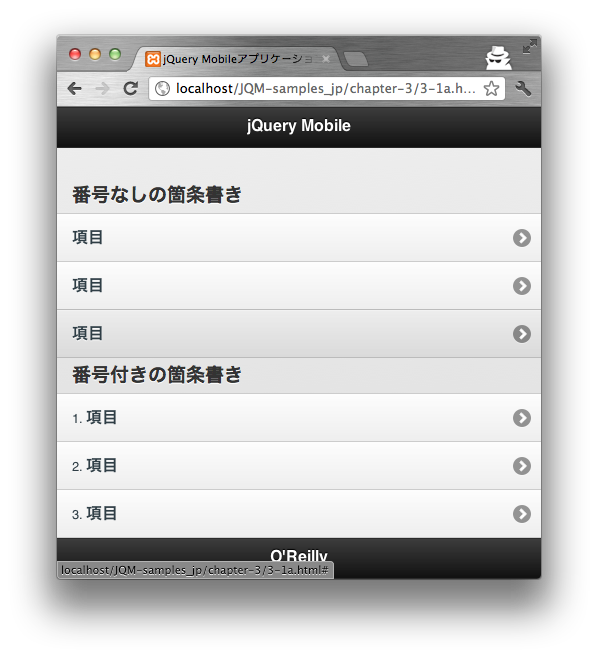 jQuery Mobileアプリケーショ
localhost/JQM-samples_jp/chapter-3/3-1a.h...
jQuery Mobile
番号なしの箇条書き
項目
項目
項目
番号付きの箇条書き
1. 項目
2. 項目
3. 項目
O'Reilly
localhost/JQM-samples_jp/chapter-3/3-1a.html#